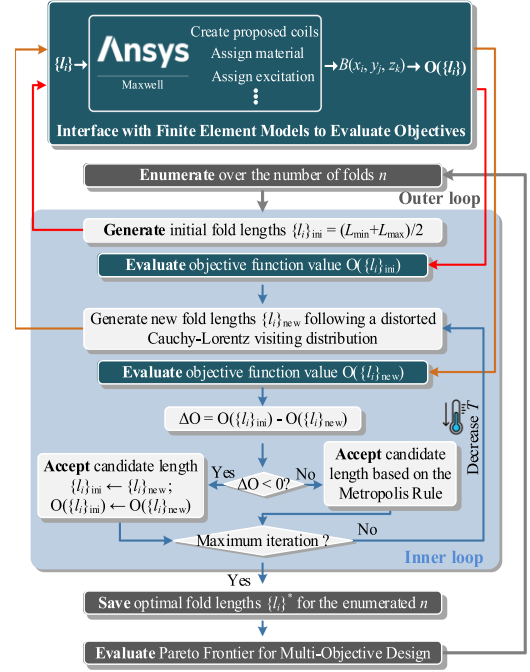 {lᵢ}→
Ansys
Maxwell
Create proposed coils
Assign material
Assign excitation
⋮
→B(xᵢ, yⱼ, zₖ)→O({lᵢ})
Interface with Finite Element Models to Evaluate Objectives
Enumerate over the number of folds n
Outer loop
Generate initial fold lengths {lᵢ}ini = (Lmin+Lmax)/2
Evaluate objective function value O({lᵢ}ini)
Generate new fold lengths {lᵢ}new following a distorted
Cauchy-Lorentz visiting distribution
Evaluate objective function value O({lᵢ}new)
ΔO = O({lᵢ}ini) - O({lᵢ}new)
Decrease T
Accept candidate length
{lᵢ}ini ← {lᵢ}new ;
O({lᵢ}ini) ← O({lᵢ}new)
Yes
ΔO < 0?
No
Accept candidate
length based on the
Metropolis Rule
Maximum iteration ?
No
Inner loop
Yes
Save optimal fold lengths {lᵢ}* for the enumerated n
Evaluate Pareto Frontier for Multi-Objective Design